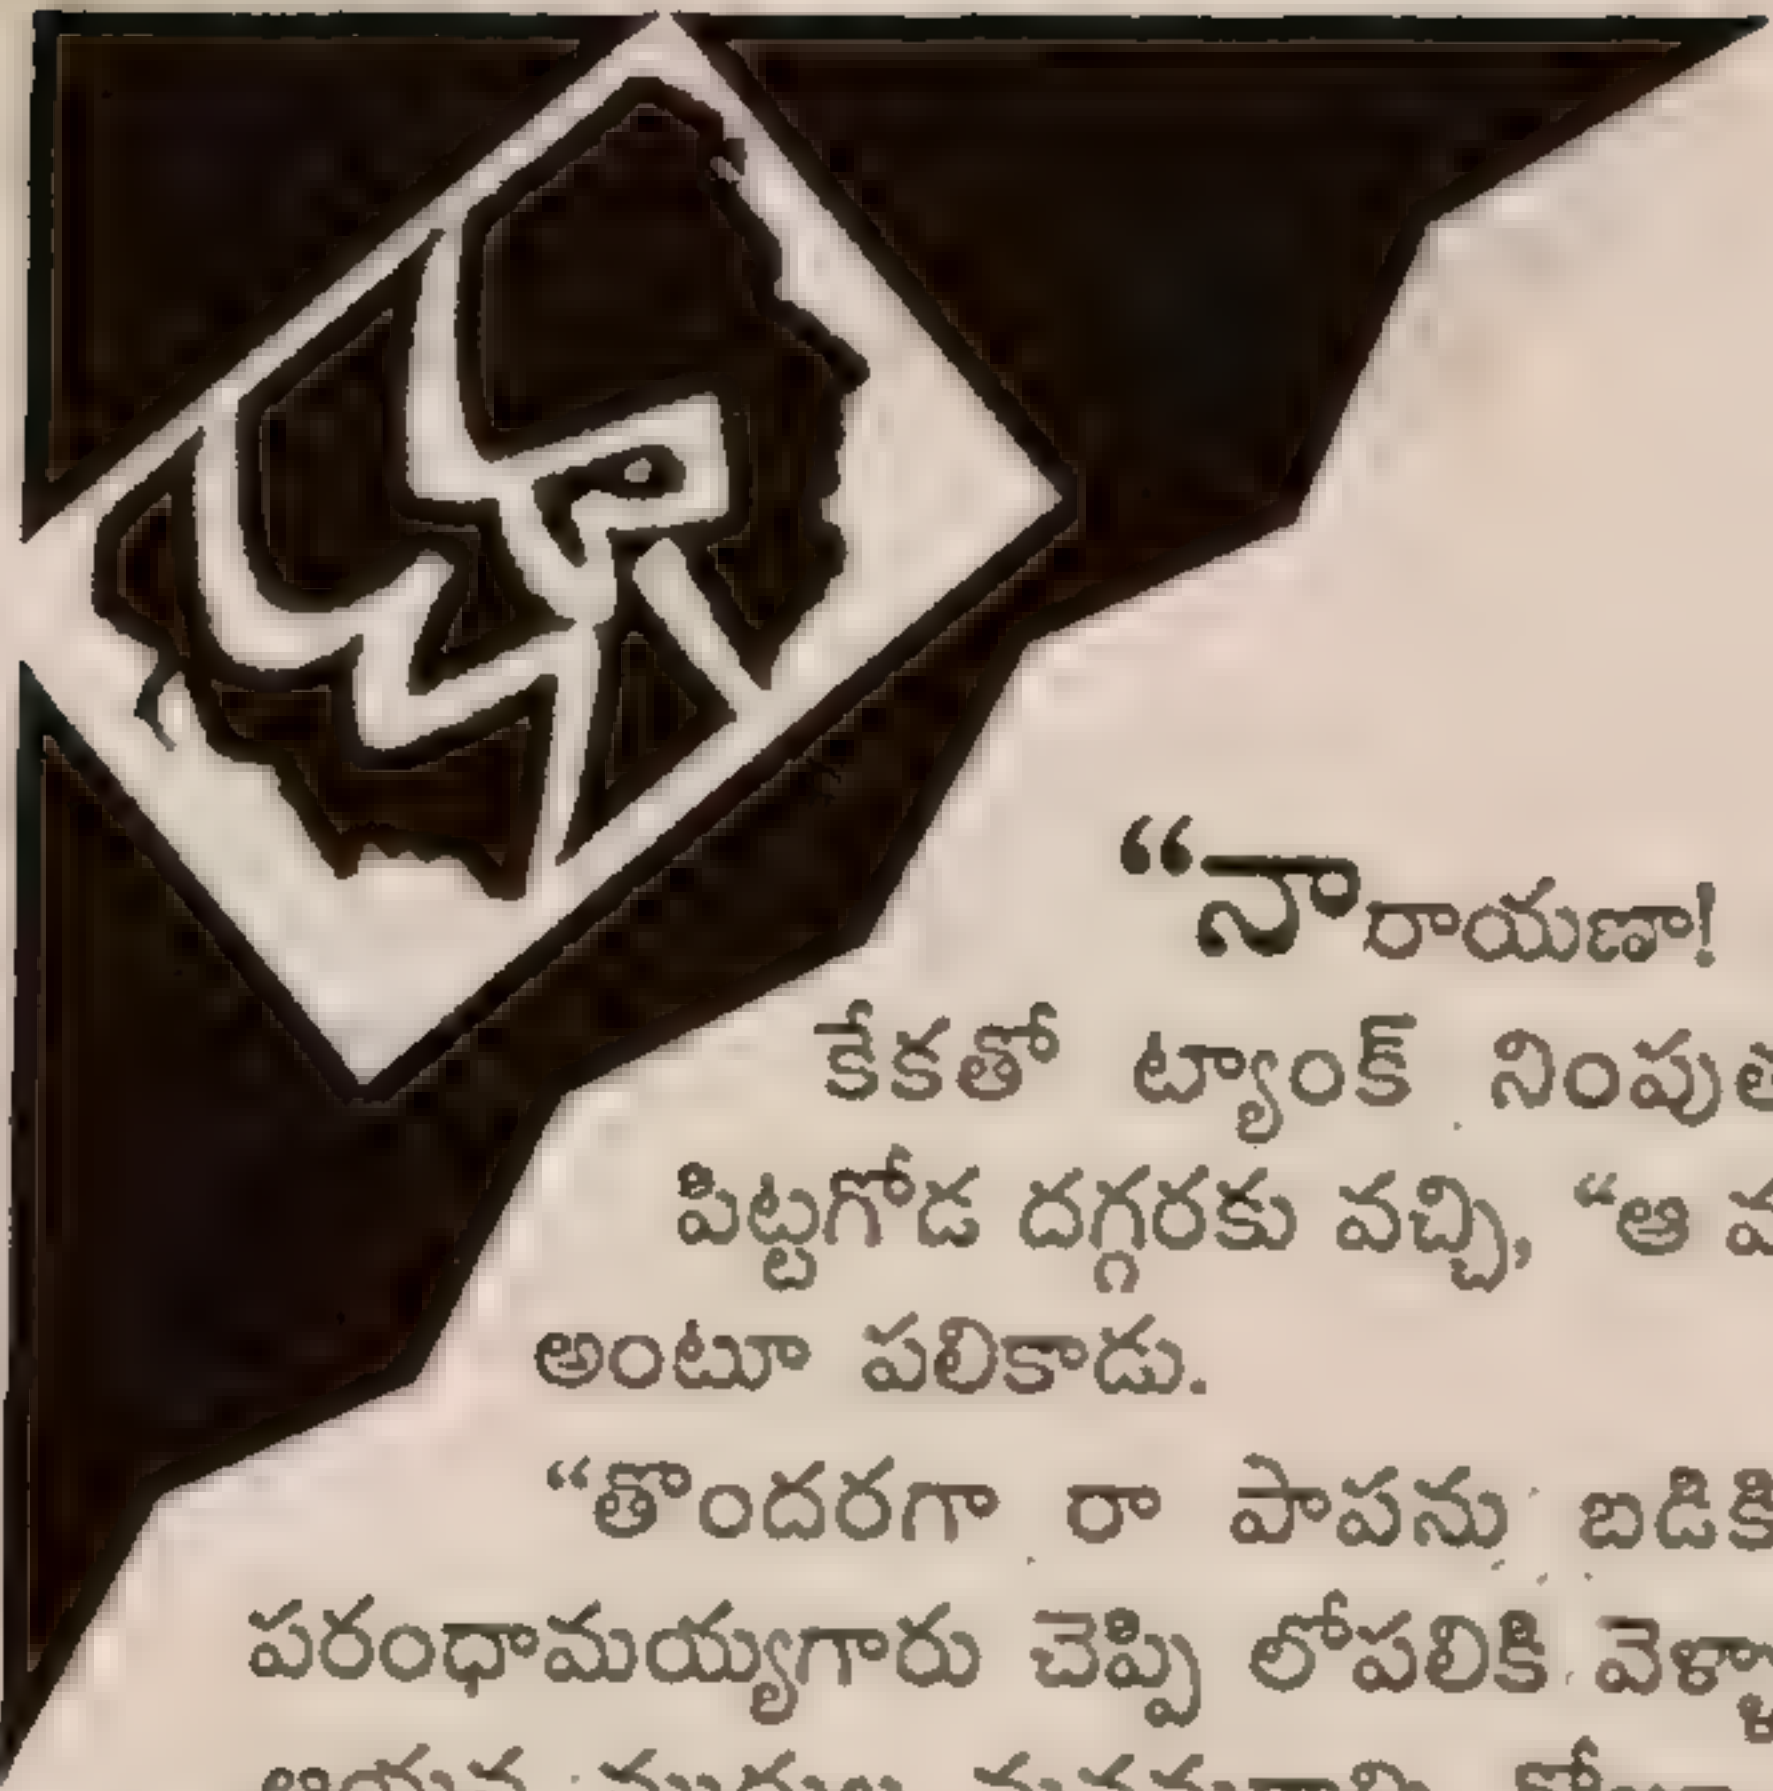 “నారాయణా!
కేకతో ట్యాంక్
పిట్టగోడ దగ్గరకు వచ్చి, “ఆ
అంటూ పలికాడు.
“తొందరగా రా పాపను బడికి
పరంధామయ్యగారు చెప్పి లోపలికి